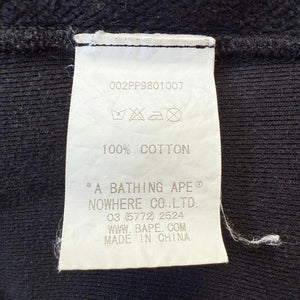 002PP9801007
100% COTTON
"A BATHING APE®
NOWHERE CO.,LTD.
03 (5772) 2524
WWW.BAPE.COM
MADE IN CHINA